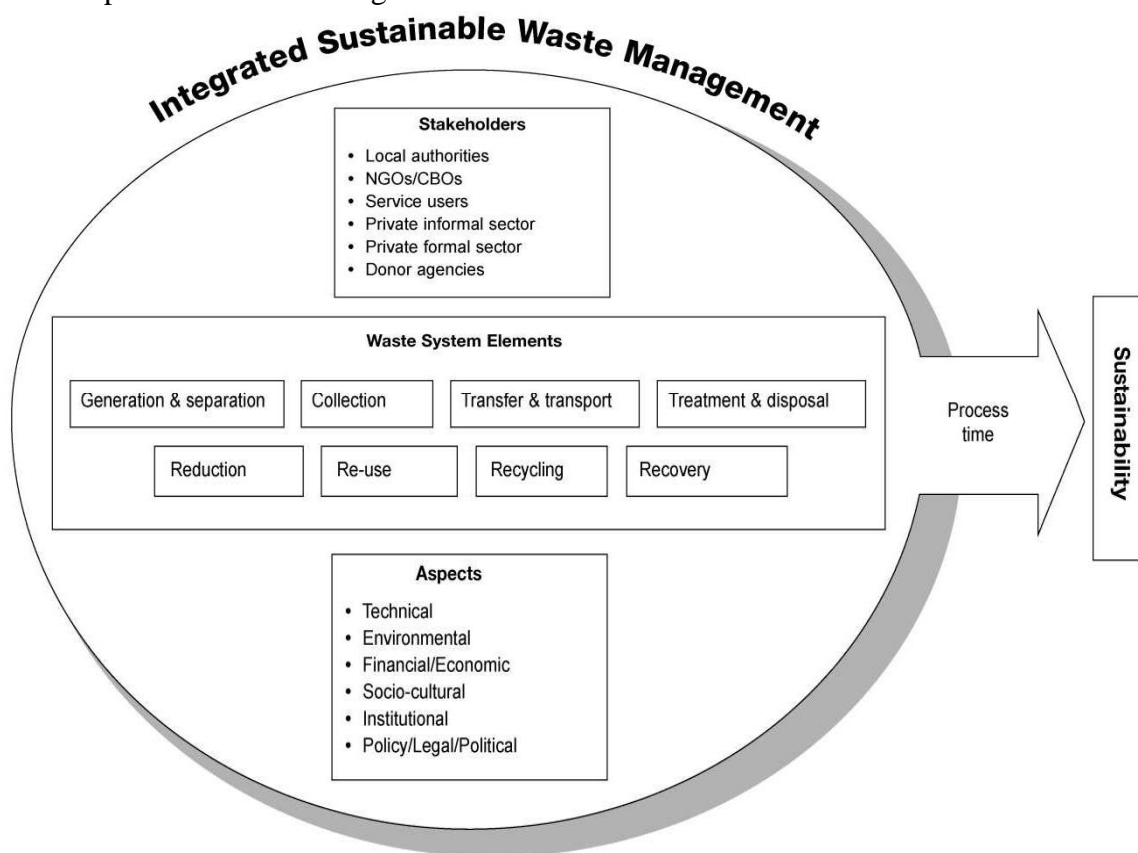 Integrated Sustainable Waste Management
Stakeholders
• Local authorities
• NGOs/CBOs
• Service users
• Private informal sector
• Private formal sector
• Donor agencies
Waste System Elements
Generation & separation
Collection
Transfer & transport
Treatment & disposal
Reduction
Re-use
Recycling
Recovery
Aspects
• Technical
• Environmental
• Financial/Economic
• Socio-cultural
• Institutional
• Policy/Legal/Political
Process
time
Sustainability